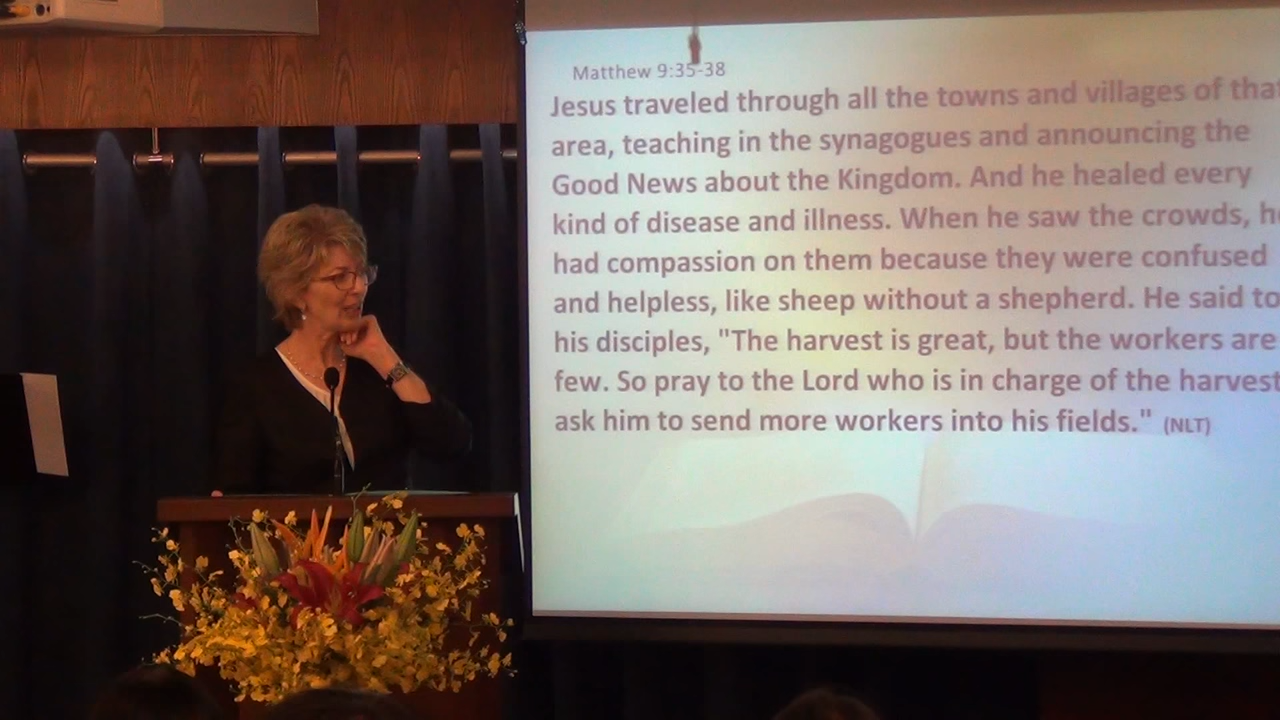 Matthew 9:35-38
Jesus traveled through all the towns and villages of that
area, teaching in the synagogues and announcing the
Good News about the Kingdom. And he healed every
kind of disease and illness. When he saw the crowds, h
had compassion on them because they were confused
and helpless, like sheep without a shepherd. He said to
his disciples, "The harvest is great, but the workers are
few. So pray to the Lord who is in charge of the harvest
ask him to send more workers into his fields." (NLT)